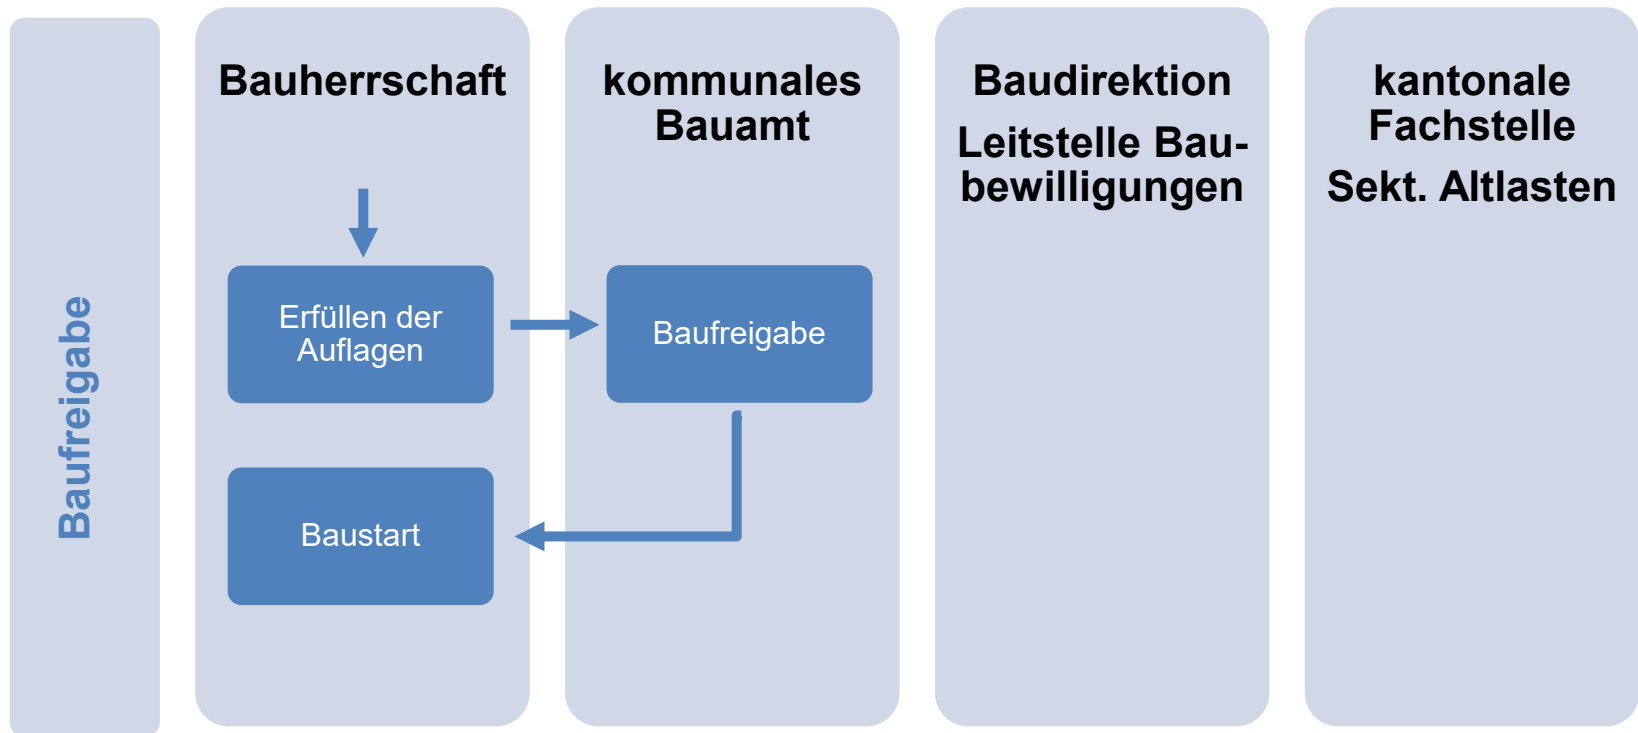 Baufreigabe
Bauherrschaft
kommunales
Bauamt
Baudirektion
Leitstelle Bau-
bewilligungen
kantonale
Fachstelle
Sekt. Altlasten
Erfüllen der
Auflagen
Baufreigabe
Baustart